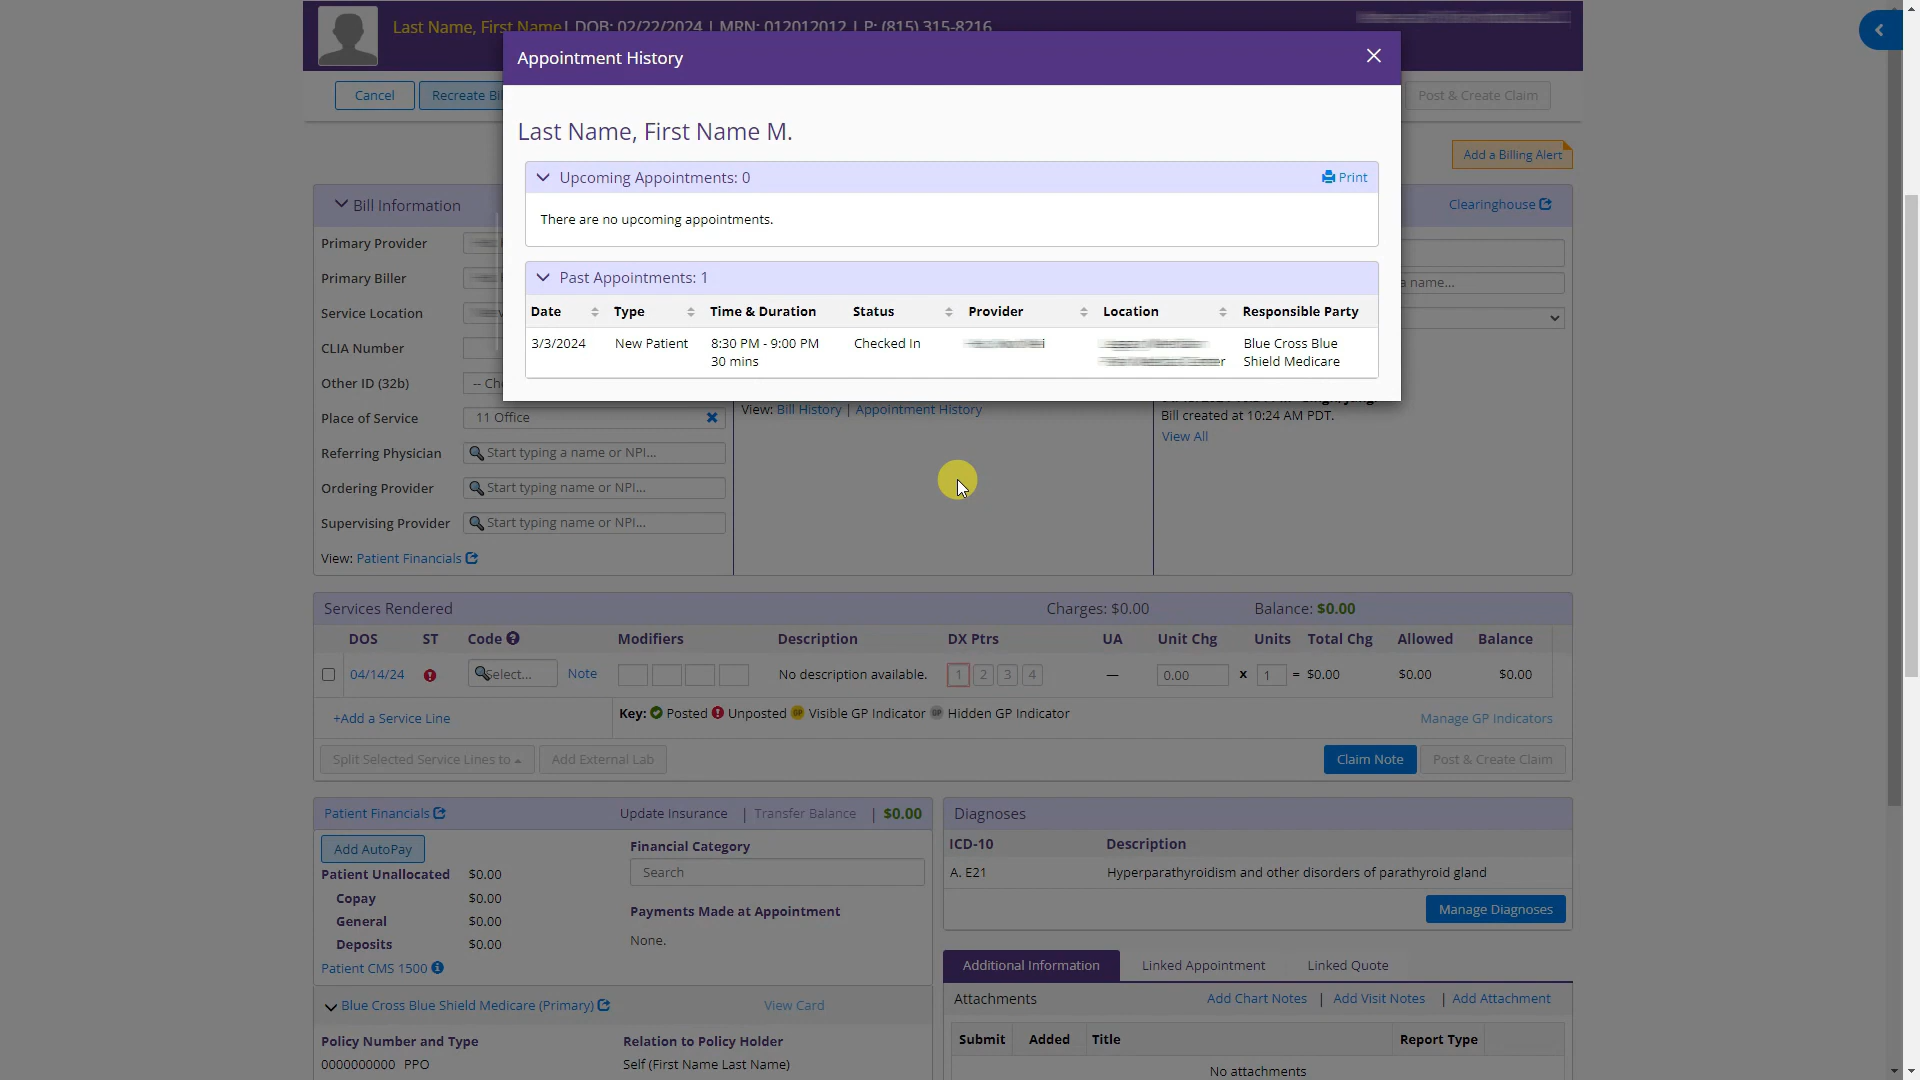 Last Name, First Name | DOB: 02/22/2024 | MRN: 012012012 | P: (815) 315-8216
Appointment History
Cancel
Recreate Bil
Post & Create Claim
Last Name, First Name M.
Add a Billing Alert
Upcoming Appointments: 0
Print
There are no upcoming appointments.
Past Appointments: 1
Date Type Time & Duration Status Provider Location Responsible Party
3/3/2024 New Patient 8:30 PM - 9:00 PM Checked In Blue Cross Blue
30 mins Shield Medicare
Bill Information
Clearinghouse
Primary Provider
Primary Biller
a name...
Service Location
CLIA Number
Other ID (32b) -- Ch
Place of Service 11 Office
Referring Physician Start typing a name or NPI...
Ordering Provider Start typing name or NPI...
Supervising Provider Start typing name or NPI...
View: Patient Financials
View: Bill History | Appointment History
Bill created at 10:24 AM PDT.
View All
Services Rendered Charges: $0.00 Balance: $0.00
DOS ST Code Modifiers Description DX Ptrs UA Unit Chg Units Total Chg Allowed Balance
04/14/24 Select... Note No description available. 1 2 3 4 — 0.00 x 1 = $0.00 $0.00 $0.00
+Add a Service Line
Key: Posted Unposted GP Visible GP Indicator GP Hidden GP Indicator
Manage GP Indicators
Split Selected Service Lines to Add External Lab
Claim Note Post & Create Claim
Patient Financials Update Insurance | Transfer Balance | $0.00
Add AutoPay
Patient Unallocated $0.00
Copay $0.00
General $0.00
Deposits $0.00
Patient CMS 1500
Financial Category
Search
Payments Made at Appointment
None.
Blue Cross Blue Shield Medicare (Primary) View Card
Policy Number and Type Relation to Policy Holder
0000000000 PPO Self (First Name Last Name)
Diagnoses
ICD-10 Description
A. E21 Hyperparathyroidism and other disorders of parathyroid gland
Manage Diagnoses
Additional Information Linked Appointment Linked Quote
Attachments Add Chart Notes | Add Visit Notes | Add Attachment
Submit Added Title Report Type
No attachments